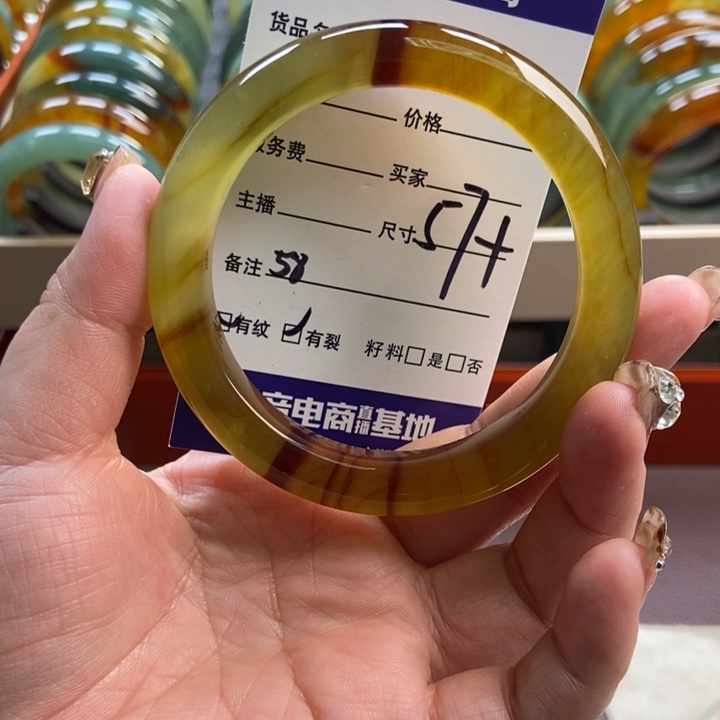 货品
价格
务费 买家
主播 尺寸 57+
备注 58
有纹 有裂 籽料 是 否
电商直播基地